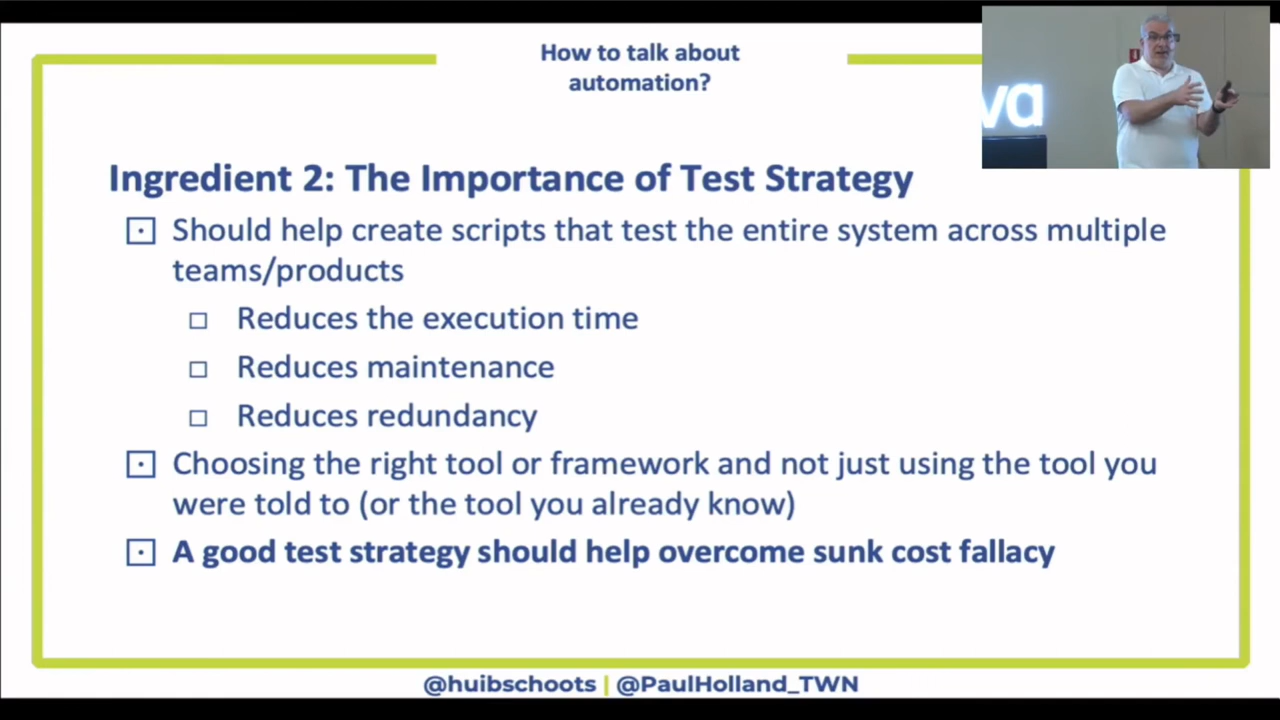 How to talk about
automation?
Ingredient 2: The Importance of Test Strategy
Should help create scripts that test the entire system across multiple
teams/products
Reduces the execution time
Reduces maintenance
Reduces redundancy
Choosing the right tool or framework and not just using the tool you
were told to (or the tool you already know)
A good test strategy should help overcome sunk cost fallacy
@huibschoots | @PaulHolland_TWN
va